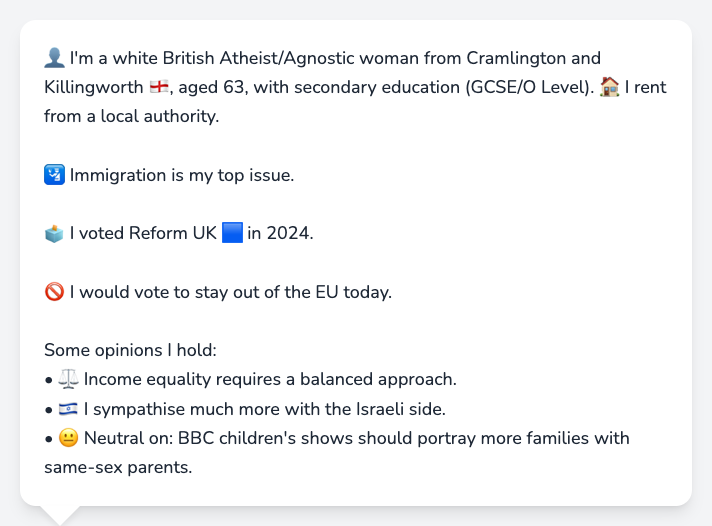 👤 I'm a white British Atheist/Agnostic woman from Cramlington and
Killingworth 🏴󠁧󠁢󠁥󠁮󠁧󠁿, aged 63, with secondary education (GCSE/O Level). 🏠 I rent
from a local authority.
🛂 Immigration is my top issue.
🗳️ I voted Reform UK 🟦 in 2024.
🚫 I would vote to stay out of the EU today.
Some opinions I hold:
• ⚖️ Income equality requires a balanced approach.
• 🇮🇱 I sympathise much more with the Israeli side.
• 😐 Neutral on: BBC children's shows should portray more families with
same-sex parents.